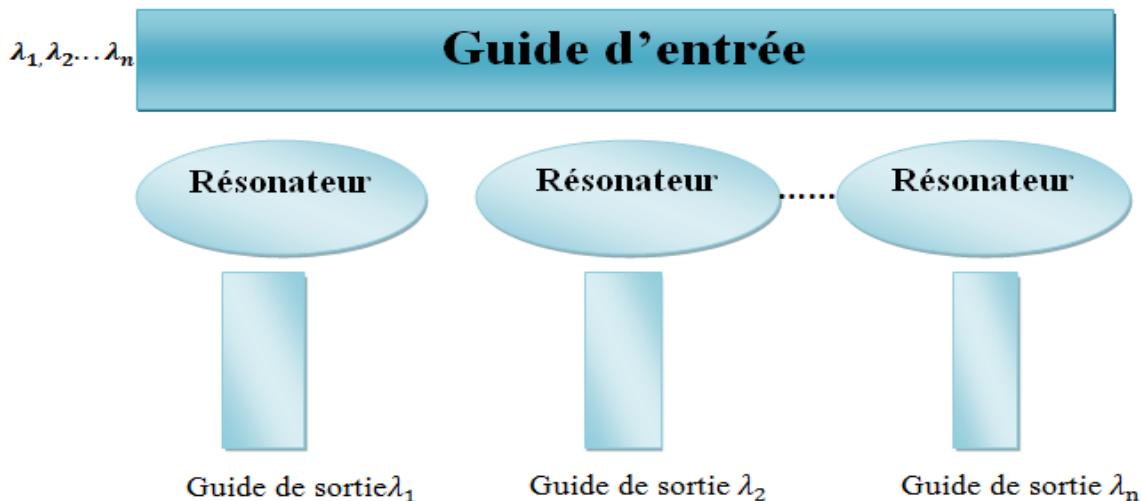 Guide d'entrée
λ₁, λ₂… λₙ
Résonateur Résonateur ...... Résonateur
Guide de sortieλ₁ Guide de sortie λ₂ Guide de sortie λₙ